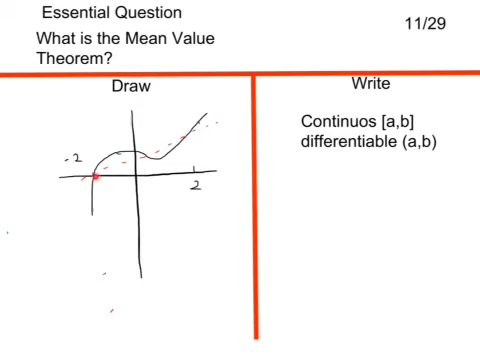 Essential Question
11/29
What is the Mean Value
Theorem?
Draw
Write
Continuos [a,b]
differentiable (a,b)
-2
2